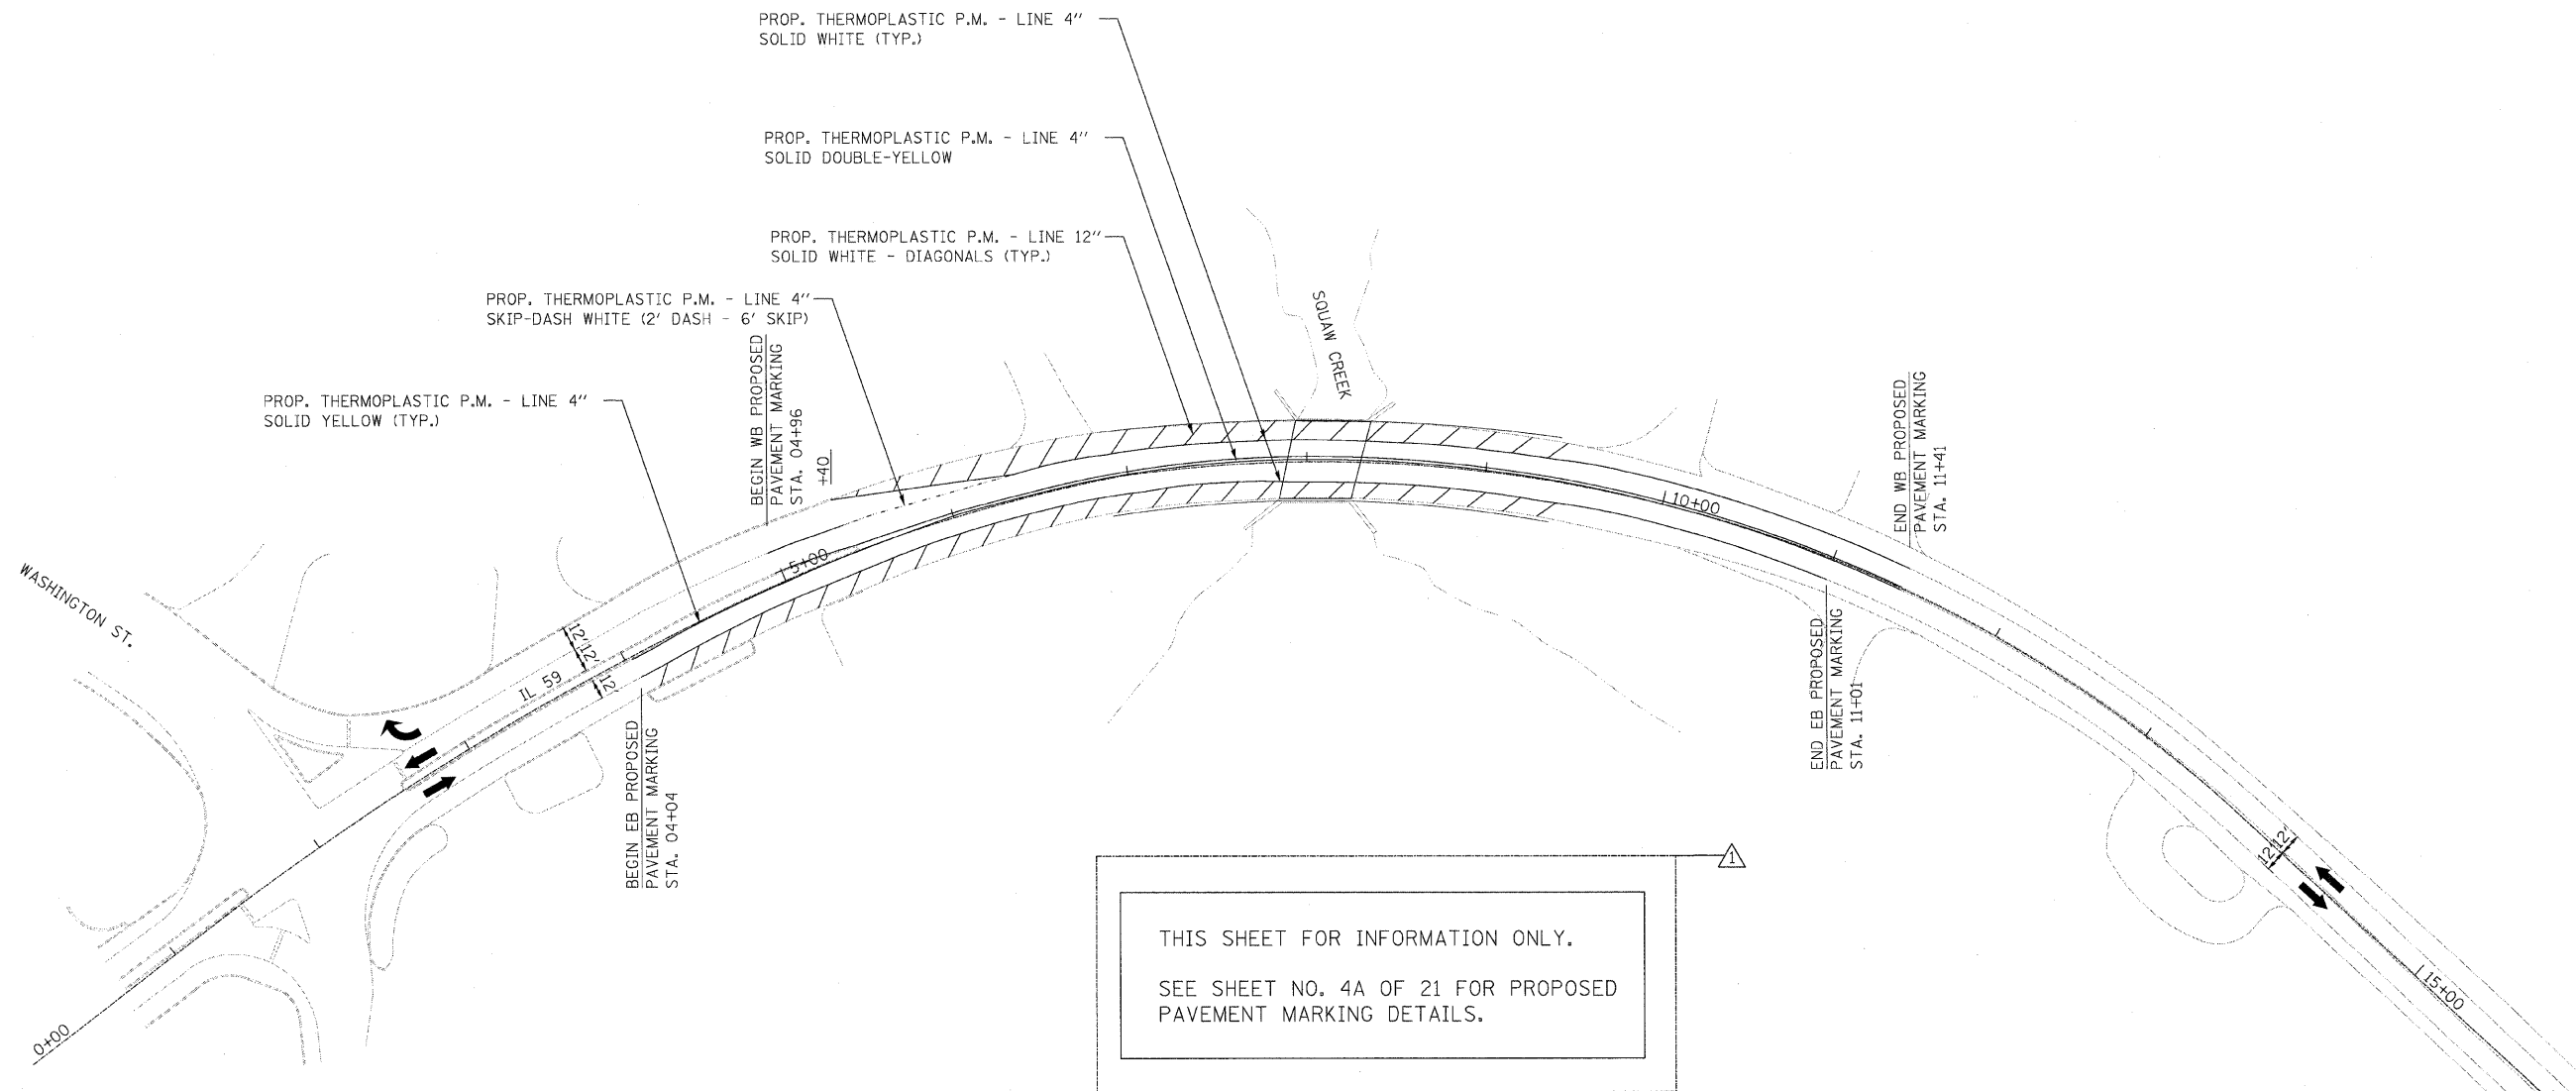 PROP. THERMOPLASTIC P.M. - LINE 4"
SOLID WHITE (TYP.)
PROP. THERMOPLASTIC P.M. - LINE 4"
SOLID DOUBLE-YELLOW
PROP. THERMOPLASTIC P.M. - LINE 12"
SOLID WHITE - DIAGONALS (TYP.)
PROP. THERMOPLASTIC P.M. - LINE 4"
SKIP-DASH WHITE (2' DASH - 6' SKIP)
PROP. THERMOPLASTIC P.M. - LINE 4"
SOLID YELLOW (TYP.)
BEGIN WB PROPOSED
PAVEMENT MARKING
STA. 04+96
+40
SQUAW CREEK
END WB PROPOSED
PAVEMENT MARKING
STA. 11+41
10+00
5+00
WASHINGTON ST.
12'
12'
12'
IL 59
BEGIN EB PROPOSED
PAVEMENT MARKING
STA. 04+04
END EB PROPOSED
PAVEMENT MARKING
STA. 11+01
12'
12'
15+00
0+00
1
THIS SHEET FOR INFORMATION ONLY.
SEE SHEET NO. 4A OF 21 FOR PROPOSED
PAVEMENT MARKING DETAILS.